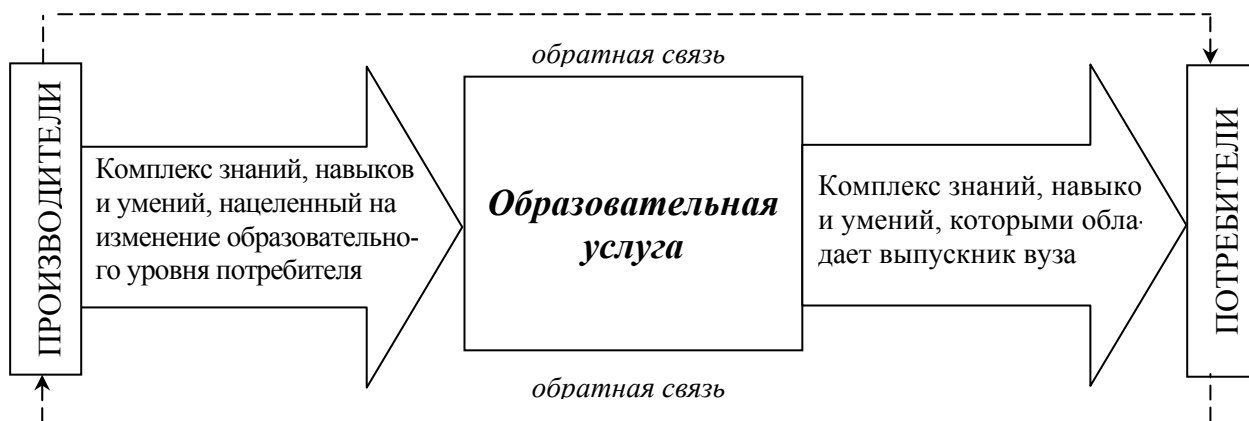 обратная связь
ПРОИЗВОДИТЕЛИ
Комплекс знаний, навыков
и умений, нацеленный на
изменение образовательно-
го уровня потребителя
Образовательная
услуга
Комплекс знаний, навыко
и умений, которыми обла-
дает выпускник вуза
ПОТРЕБИТЕЛИ
обратная связь